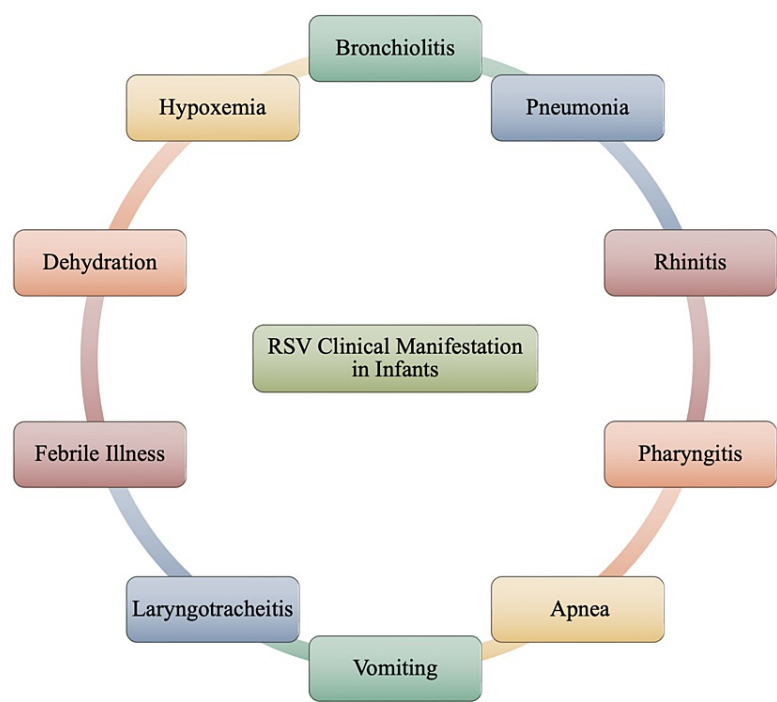 Bronchiolitis
Pneumonia
Rhinitis
Pharyngitis
Apnea
Vomiting
Laryngotracheitis
Febrile Illness
Dehydration
Hypoxemia
RSV Clinical Manifestation
in Infants